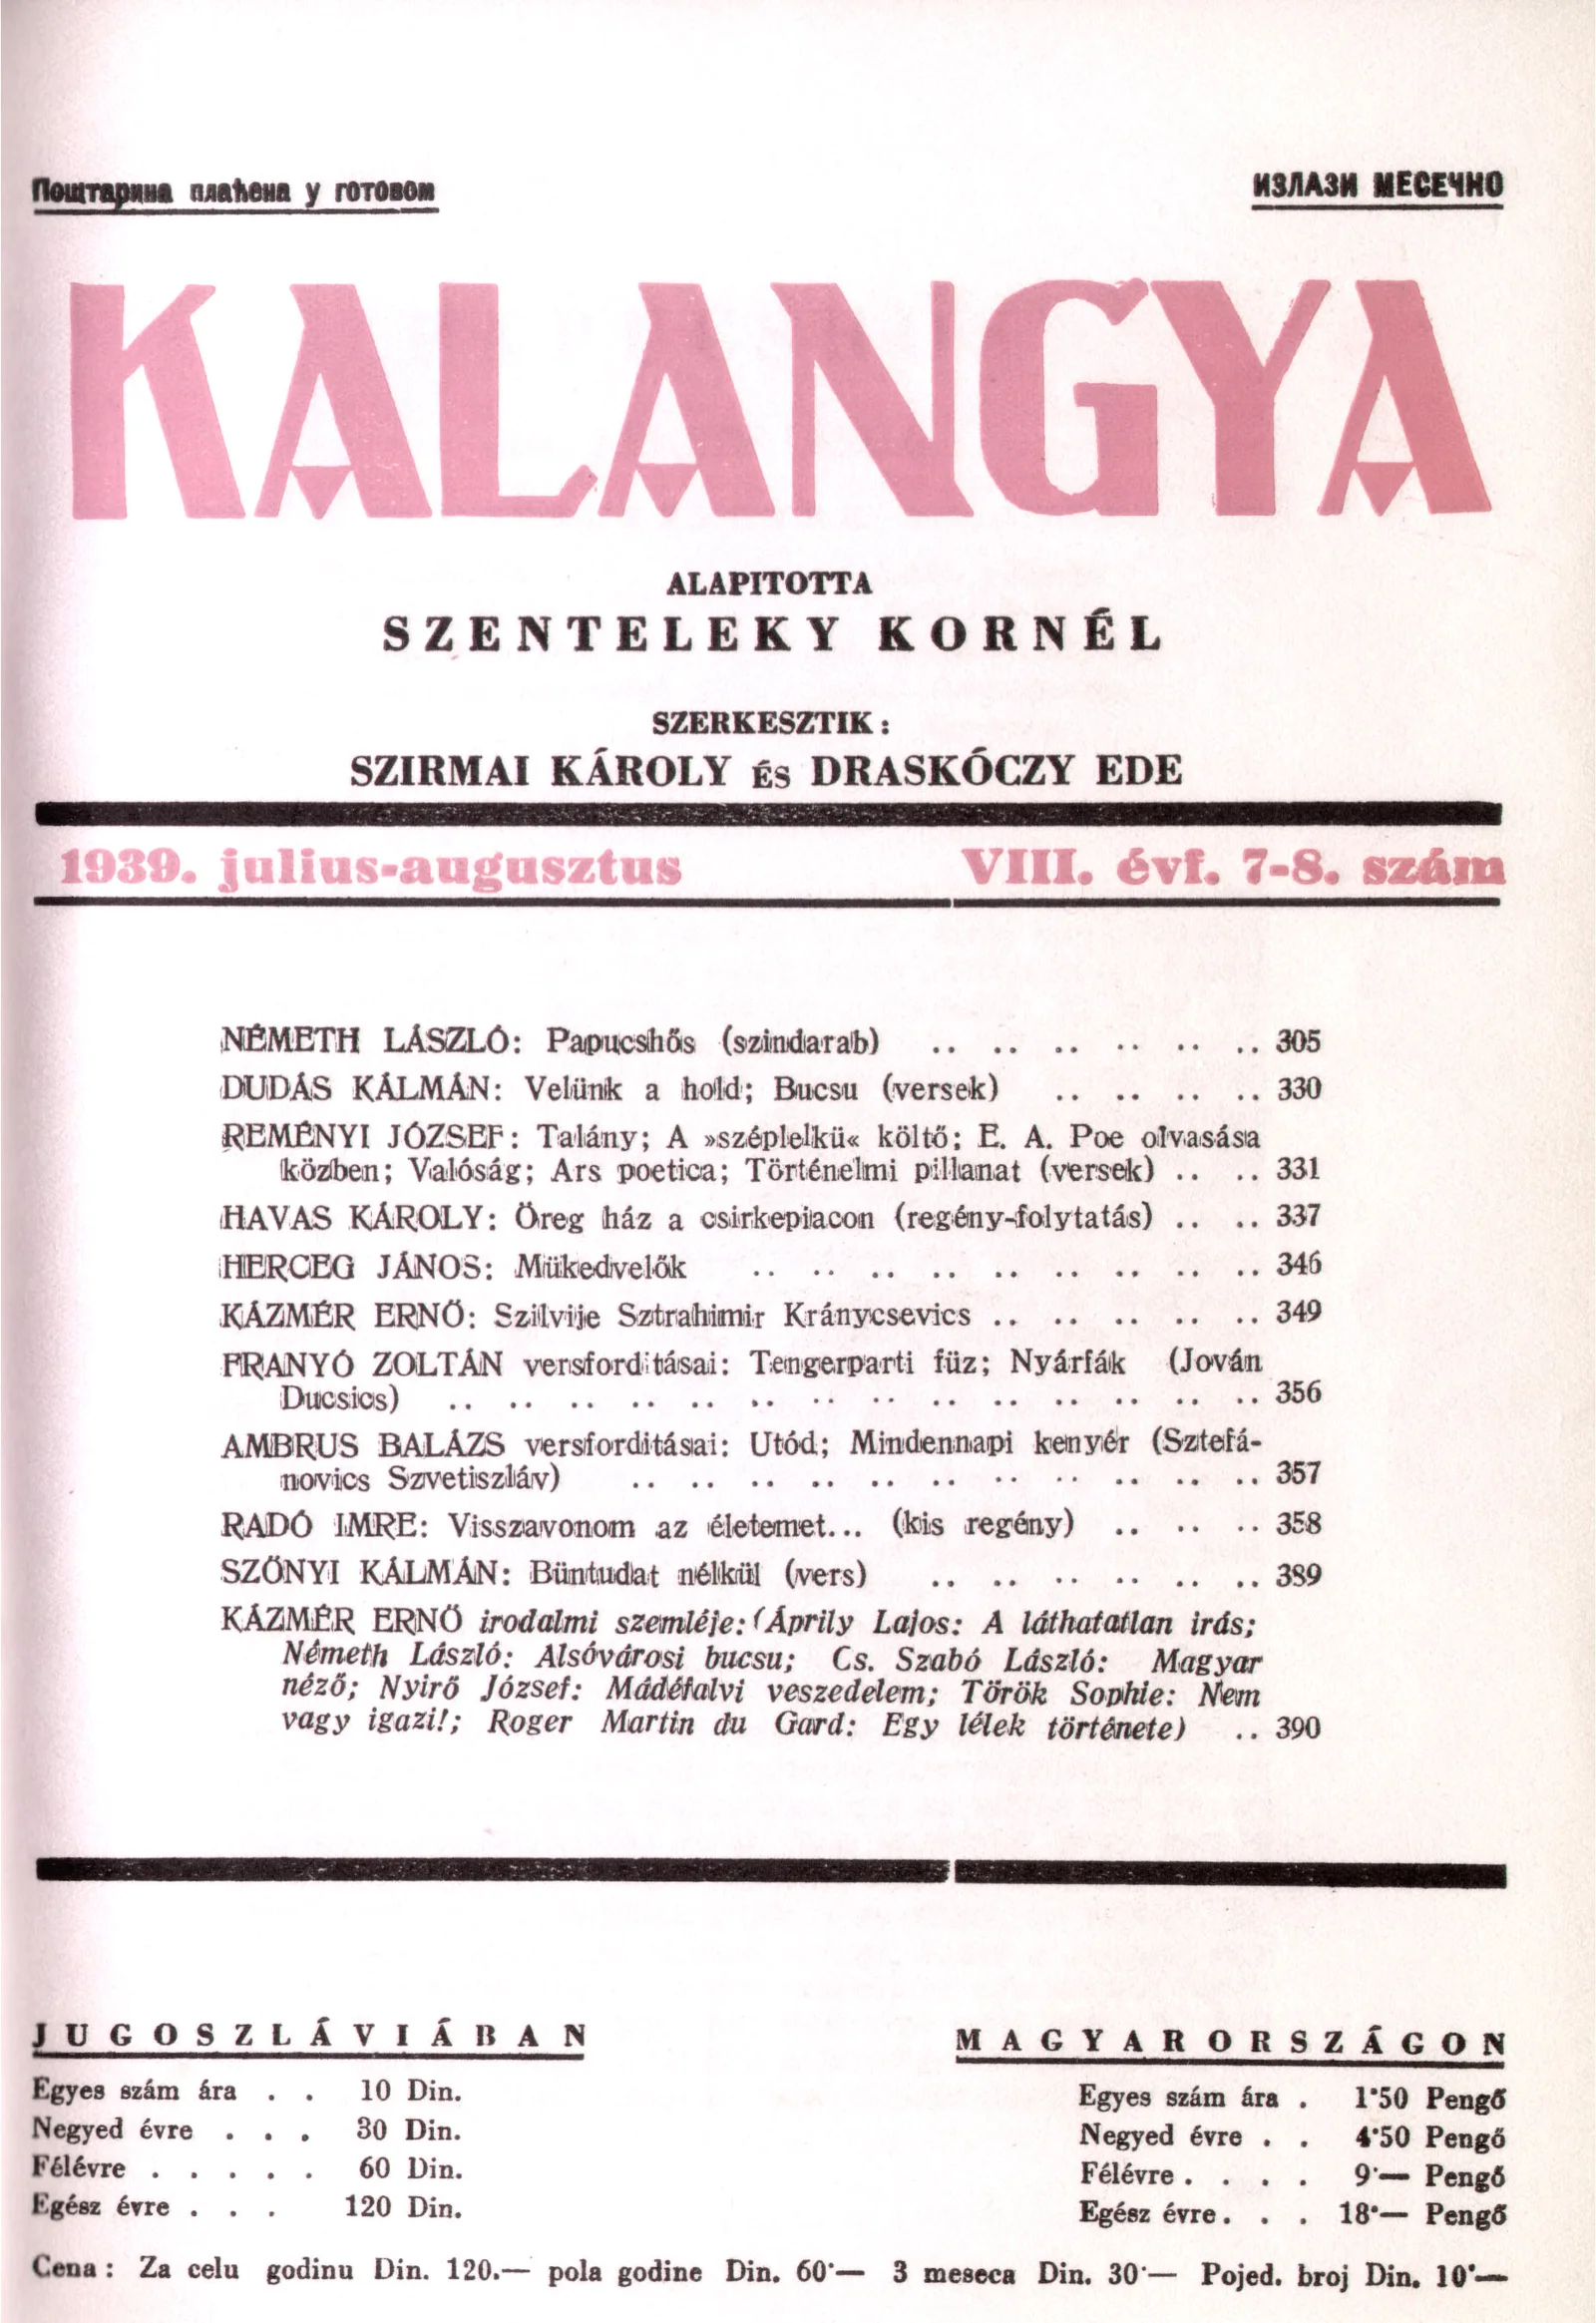 Поштарина плаћена у готовом
ИЗЛАЗИ МЕСЕЧНО
KALANGYA
ALAPITOTTA
SZENTELEKY KORNÉL
SZERKESZTIK:
SZIRMAI KÁROLY és DRASKÓCZY EDE
1939. julius-augusztus VIII. évf. 7-8. szám
NÉMETH LÁSZLÓ: Papucshős (szindarab) .. .. .. .. .. .. 305
DUDÁS KÁLMÁN: Velünk a hold; Bucsu (versek) .. .. .. .. 330
REMÉNYI JÓZSEF: Talány; A »széplelkü« költő; E. A. Poe olvasása
közben; Valóság; Ars poetica; Történelmi pillanat (versek) .. .. 331
HAVAS KÁROLY: Öreg ház a csirkepiacon (regény-folytatás) .. .. 337
HERCEG JÁNOS: Mükedvelők .. .. .. .. .. .. .. .. .. 346
KÁZMÉR ERNŐ: Szilvije Sztrahimir Kránycsevics .. .. .. .. .. 349
FRANYÓ ZOLTÁN versforditásai: Tengerparti füz; Nyárfák (Jován
Ducsics) .. .. .. .. .. .. .. .. .. .. .. .. .. .. 356
AMBRUS BALÁZS versforditásai: Utód; Mindennapi kenyér (Sztefá-
novics Szvetiszláv) .. .. .. .. .. .. .. .. .. .. .. 357
RADÓ IMRE: Visszavonom az életemet... (kis regény) .. .. .. 358
SZŐNYI KÁLMÁN: Büntudat nélkül (vers) .. .. .. .. .. .. 389
KÁZMÉR ERNŐ irodalmi szemléje: (Áprily Lajos: A láthatatlan irás;
Németh László: Alsóvárosi bucsu; Cs. Szabó László: Magyar
néző; Nyirő József: Mádéfalvi veszedelem; Török Sophie: Nem
vagy igazi!; Roger Martin du Gard: Egy lélek története) .. 390
JUGOSZLÁVIÁBAN
Egyes szám ára . . 10 Din.
Negyed évre . . . 30 Din.
Félévre . . . . . 60 Din.
Egész évre . . . 120 Din.
MAGYARORSZÁGON
Egyes szám ára . 1·50 Pengő
Negyed évre . . 4·50 Pengő
Félévre . . . . 9·— Pengő
Egész évre . . . 18·— Pengő
Cena: Za celu godinu Din. 120.— pola godine Din. 60·— 3 meseca Din. 30·— Pojed. broj Din. 10·—